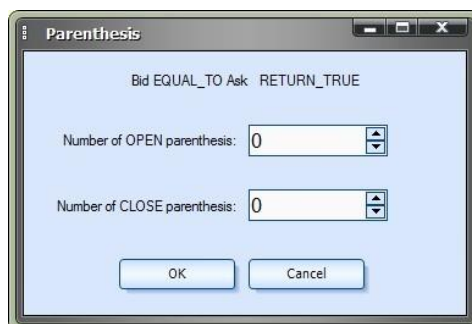 Parenthesis
Bid EQUAL_TO Ask RETURN_TRUE
Number of OPEN parenthesis: 0
Number of CLOSE parenthesis: 0
OK Cancel